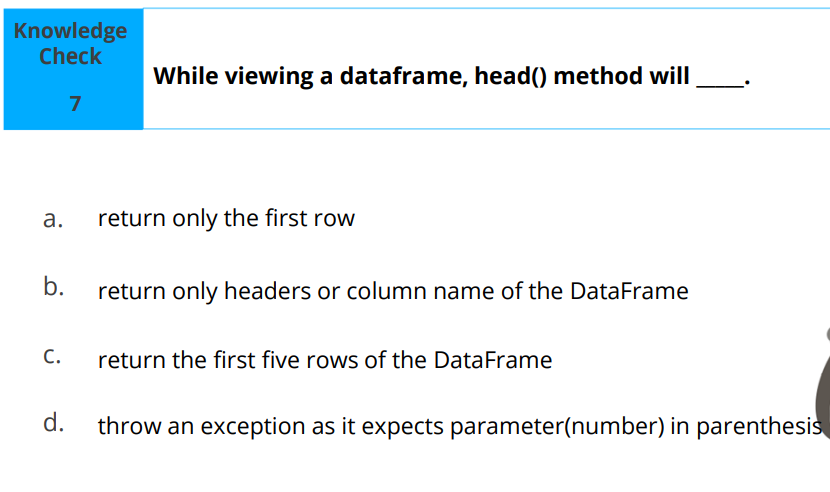 Knowledge
Check
7
While viewing a dataframe, head() method will _____.
a. return only the first row
b. return only headers or column name of the DataFrame
c. return the first five rows of the DataFrame
d. throw an exception as it expects parameter(number) in parenthesis